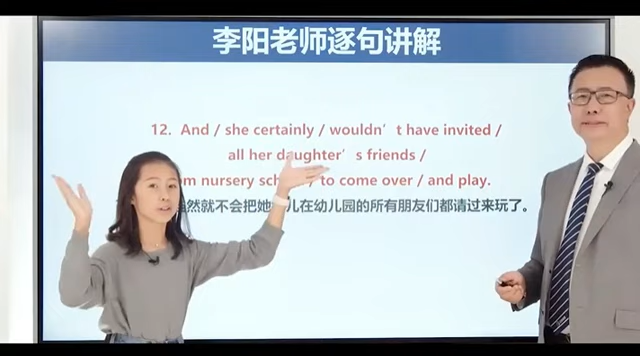 李阳老师逐句讲解
12. And / she certainly / wouldn't have invited /
all her daughter's friends /
nursery / to come over / and play.
然就不会把她 儿在幼儿园的所有朋友们都请过来玩了。